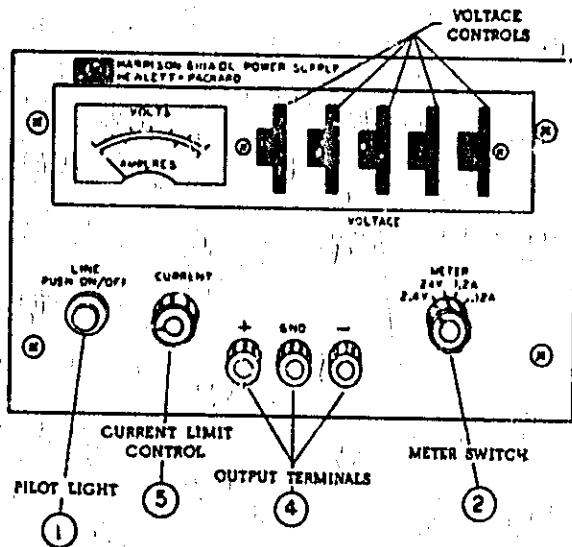 VOLTAGE
CONTROLS
HARRISON 6111A DC POWER SUPPLY
HEWLETT - PACKARD
VOLTS
AMPERES
VOLTAGE
LINE
PUSH ON/OFF
CURRENT
METER
24V 1.2A
2.4V .12A
+ GND -
CURRENT LIMIT
CONTROL
OUTPUT TERMINALS
METER SWITCH
PILOT LIGHT
5
4
2
1